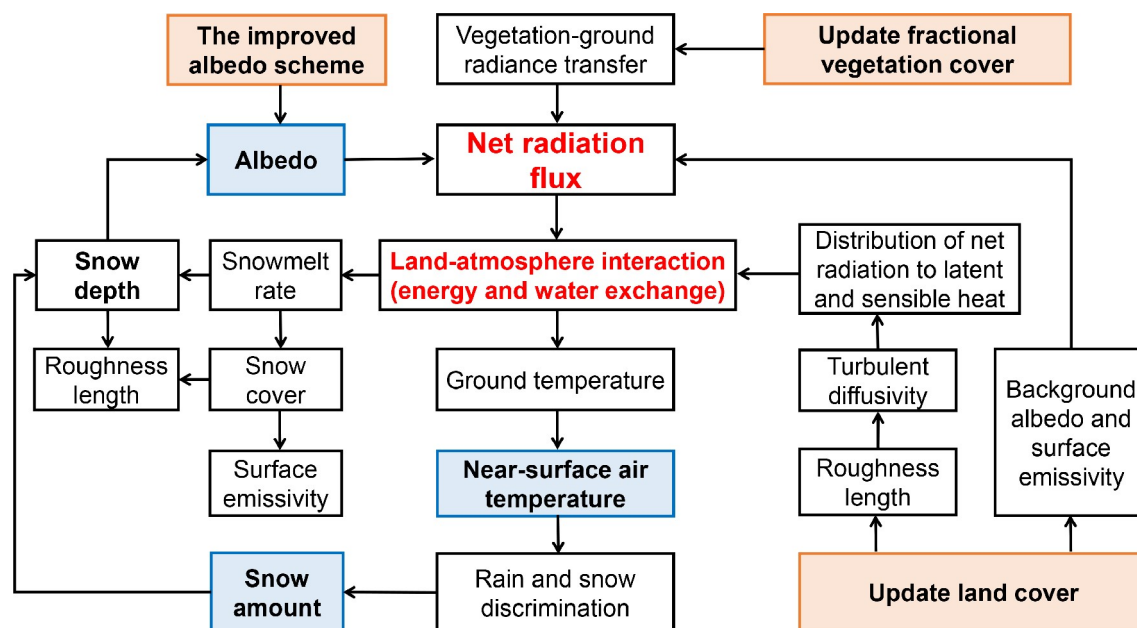 The improved
albedo scheme
Vegetation-ground
radiance transfer
Update fractional
vegetation cover
Albedo
Net radiation
flux
Snow
depth
Snowmelt
rate
Land-atmosphere interaction
(energy and water exchange)
Distribution of net
radiation to latent
and sensible heat
Roughness
length
Snow
cover
Ground temperature
Turbulent
diffusivity
Background
albedo and
surface
emissivity
Surface
emissivity
Near-surface air
temperature
Roughness
length
Snow
amount
Rain and snow
discrimination
Update land cover